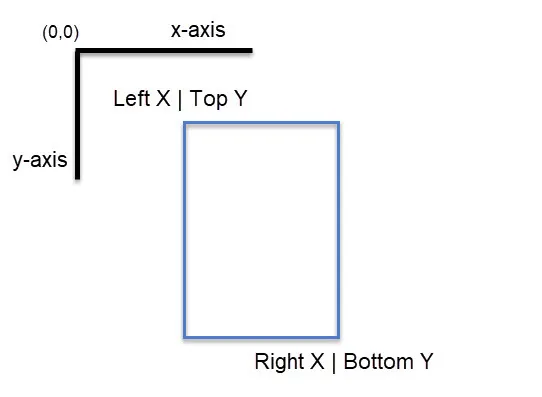 (0,0)
x-axis
Left X | Top Y
y-axis
Right X | Bottom Y